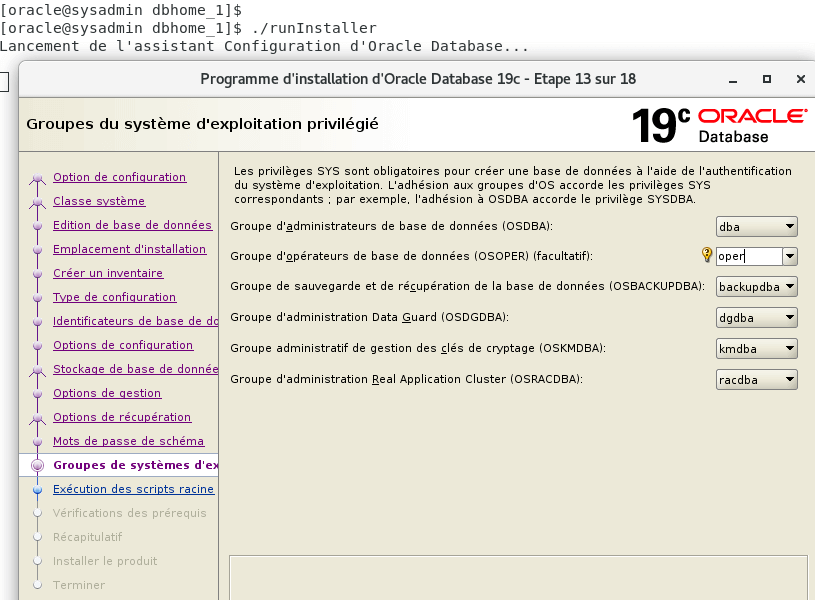 [oracle@sysadmin dbhome_1]$
[oracle@sysadmin dbhome_1]$ ./runInstaller
Lancement de l'assistant Configuration d'Oracle Database...
Programme d'installation d'Oracle Database 19c - Etape 13 sur 18
Groupes du système d'exploitation privilégié
19c ORACLE
Database
Option de configuration
Classe système
Edition de base de données
Emplacement d'installation
Créer un inventaire
Type de configuration
Identificateurs de base de do
Options de configuration
Stockage de base de donnée
Options de gestion
Options de récupération
Mots de passe de schéma
Groupes de systèmes d'ex
Exécution des scripts racine
Vérifications des prérequis
Récapitulatif
Installer le produit
Terminer
Les privilèges SYS sont obligatoires pour créer une base de données à l'aide de l'authentification
du système d'exploitation. L'adhésion aux groupes d'OS accorde les privilèges SYS
correspondants ; par exemple, l'adhésion à OSDBA accorde le privilège SYSDBA.
Groupe d'administrateurs de base de données (OSDBA): dba
Groupe d'opérateurs de base de données (OSOPER) (facultatif): oper
Groupe de sauvegarde et de récupération de la base de données (OSBACKUPDBA): backupdba
Groupe d'administration Data Guard (OSDGDBA): dgdba
Groupe administratif de gestion des clés de cryptage (OSKMDBA): kmdba
Groupe d'administration Real Application Cluster (OSRACDBA): racdba